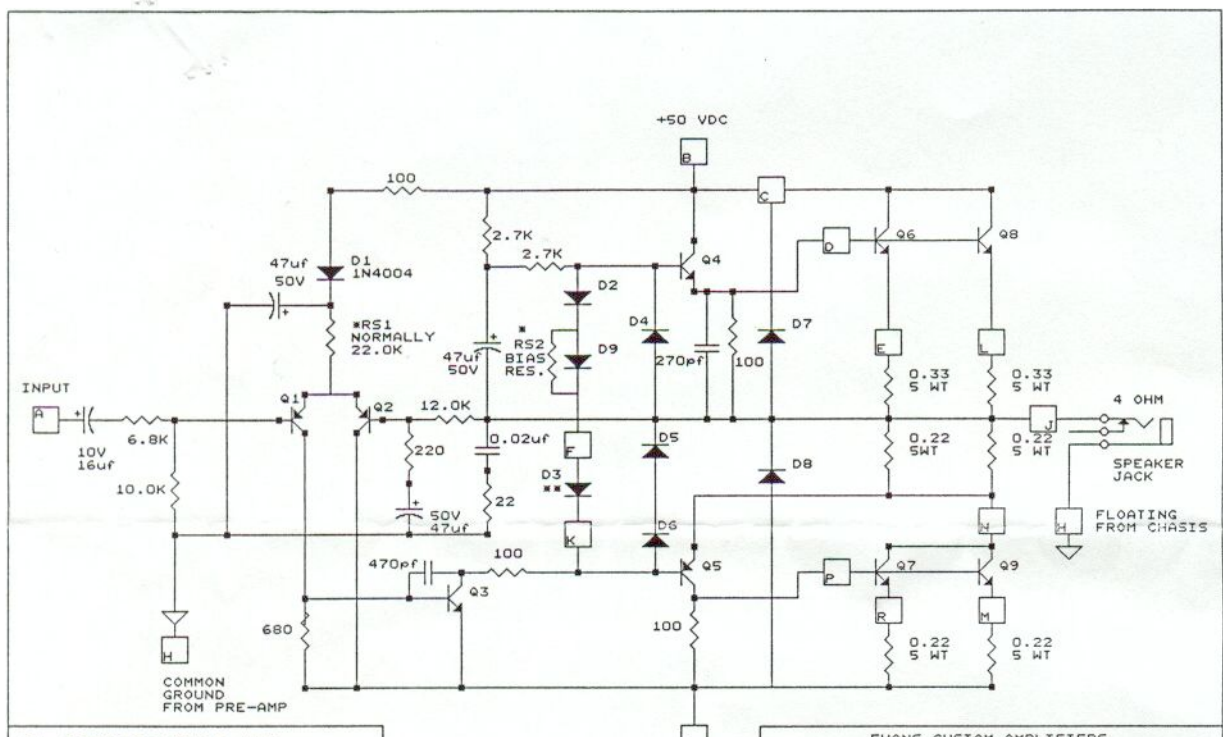 +50 VDC
B
100
C
2.7K
2.7K
Q4
D
Q6
Q8
47uf
50V
D1
1N4004
D2
*RS1
NORMALLY
22.0K
*
RS2
BIAS
RES.
D9
D4
D7
47uf
50V
270pf
100
E
L
0.33
5 WT
0.33
5 WT
INPUT
A
10V
16uf
6.8K
Q1
Q2
12.0K
J
4 OHM
SPEAKER
JACK
10.0K
220
0.02uf
F
D5
D8
0.22
5WT
0.22
5 WT
D3
**
22
50V
47uf
K
D6
N
H
FLOATING
FROM CHASIS
470pf
100
Q3
Q5
P
Q7
Q9
R
M
680
100
0.22
5 WT
0.22
5 WT
H
COMMON
GROUND
FROM PRE-AMP